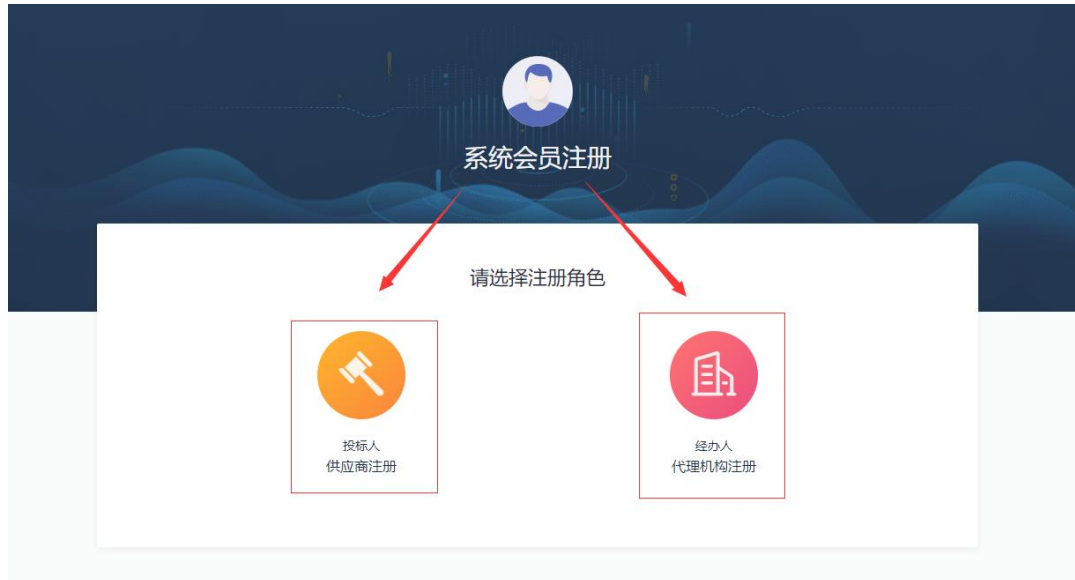 系统会员注册
请选择注册角色
投标人
供应商注册
经办人
代理机构注册